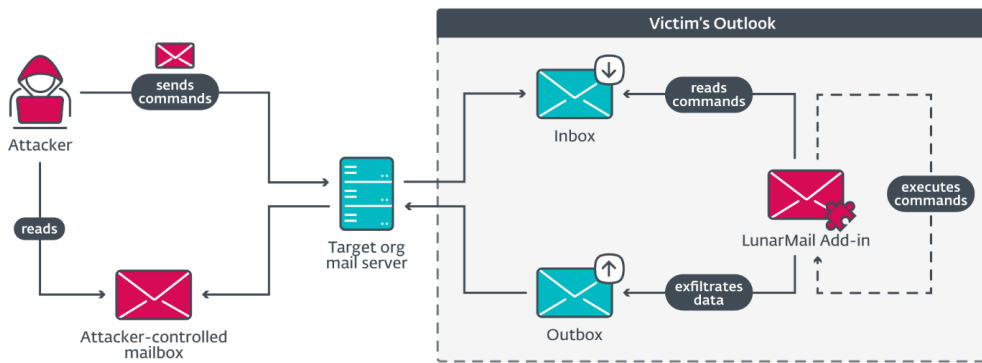 Victim's Outlook
sends
commands
Attacker
reads
Attacker-controlled
mailbox
Target org
mail server
Inbox
reads
commands
executes
commands
LunarMail Add-in
exfiltrates
data
Outbox